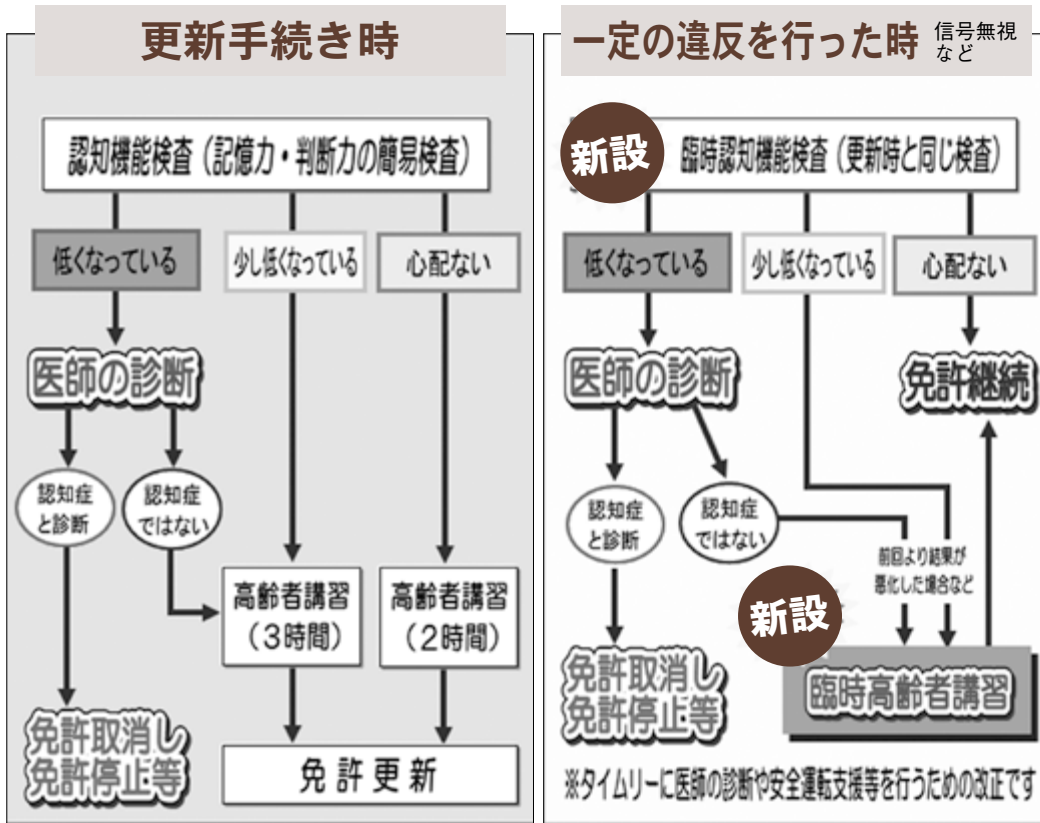 更新手続き時
認知機能検査（記憶力・判断力の簡易検査）
低くなっている
少し低くなっている
心配ない
医師の診断
認知症
と診断
認知症
ではない
高齢者講習
（３時間）
高齢者講習
（２時間）
免許取消し
免許停止等
免許更新
一定の違反を行った時
信号無視
など
新設
臨時認知機能検査（更新時と同じ検査）
低くなっている
少し低くなっている
心配ない
医師の診断
免許継続
認知症
と診断
認知症
ではない
前回より結果が
悪化した場合など
新設
免許取消し
免許停止等
臨時高齢者講習
※タイムリーに医師の診断や安全運転支援等を行うための改正です